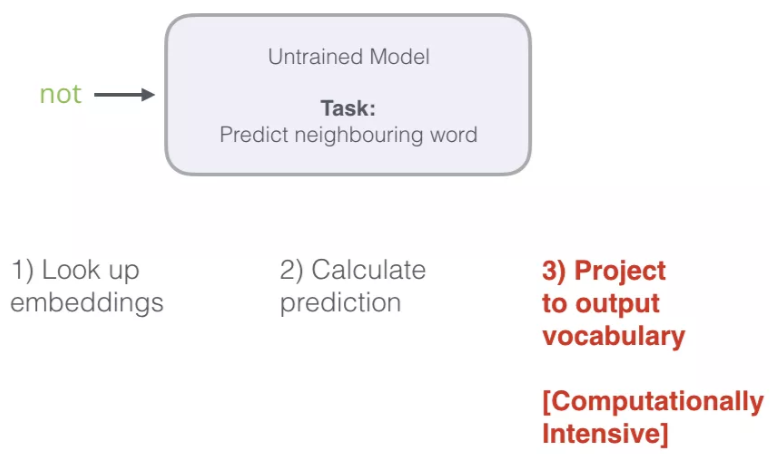 Untrained Model
not
Task:
Predict neighbouring word
1) Look up
embeddings
2) Calculate
prediction
3) Project
to output
vocabulary
[Computationally
Intensive]